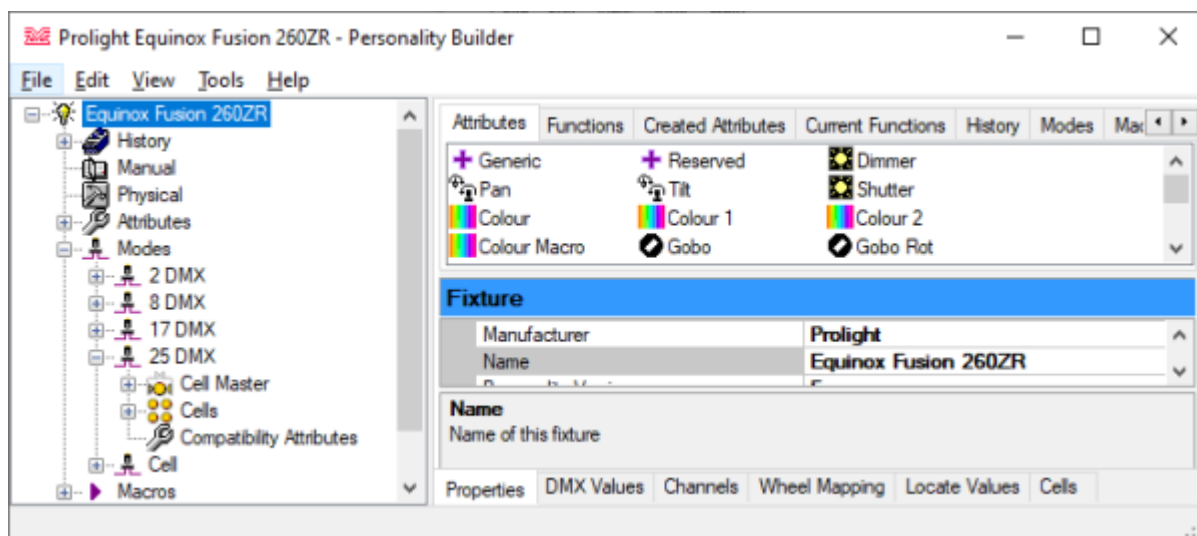 Prolight Equinox Fusion 260ZR - Personality Builder
File Edit View Tools Help
Equinox Fusion 260ZR
History
Manual
Physical
Attributes
Modes
2 DMX
8 DMX
17 DMX
25 DMX
Cell Master
Cells
Compatibility Attributes
Cell
Macros
Attributes Functions Created Attributes Current Functions History Modes Mac
Generic Reserved Dimmer
Pan Tilt Shutter
Colour Colour 1 Colour 2
Colour Macro Gobo Gobo Rot
Fixture
Manufacturer Prolight
Name Equinox Fusion 260ZR
Name
Name of this fixture
Properties DMX Values Channels Wheel Mapping Locate Values Cells